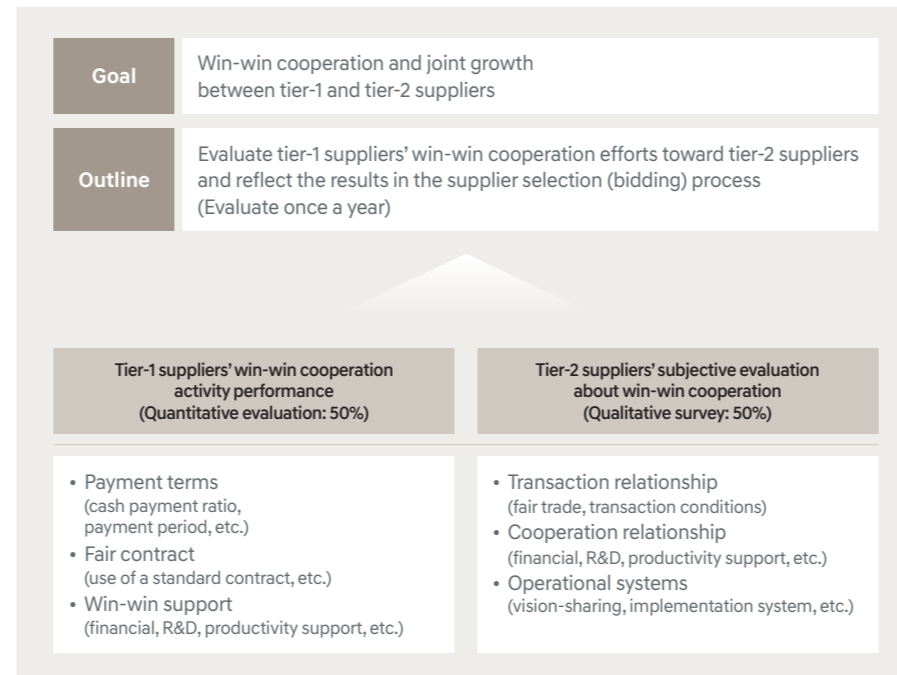 Goal
Win-win cooperation and joint growth
between tier-1 and tier-2 suppliers
Outline
Evaluate tier-1 suppliers’ win-win cooperation efforts toward tier-2 suppliers
and reflect the results in the supplier selection (bidding) process
(Evaluate once a year)
Tier-1 suppliers’ win-win cooperation
activity performance
(Quantitative evaluation: 50%)
• Payment terms
(cash payment ratio,
payment period, etc.)
• Fair contract
(use of a standard contract, etc.)
• Win-win support
(financial, R&D, productivity support, etc.)
Tier-2 suppliers’ subjective evaluation
about win-win cooperation
(Qualitative survey: 50%)
• Transaction relationship
(fair trade, transaction conditions)
• Cooperation relationship
(financial, R&D, productivity support, etc.)
• Operational systems
(vision-sharing, implementation system, etc.)